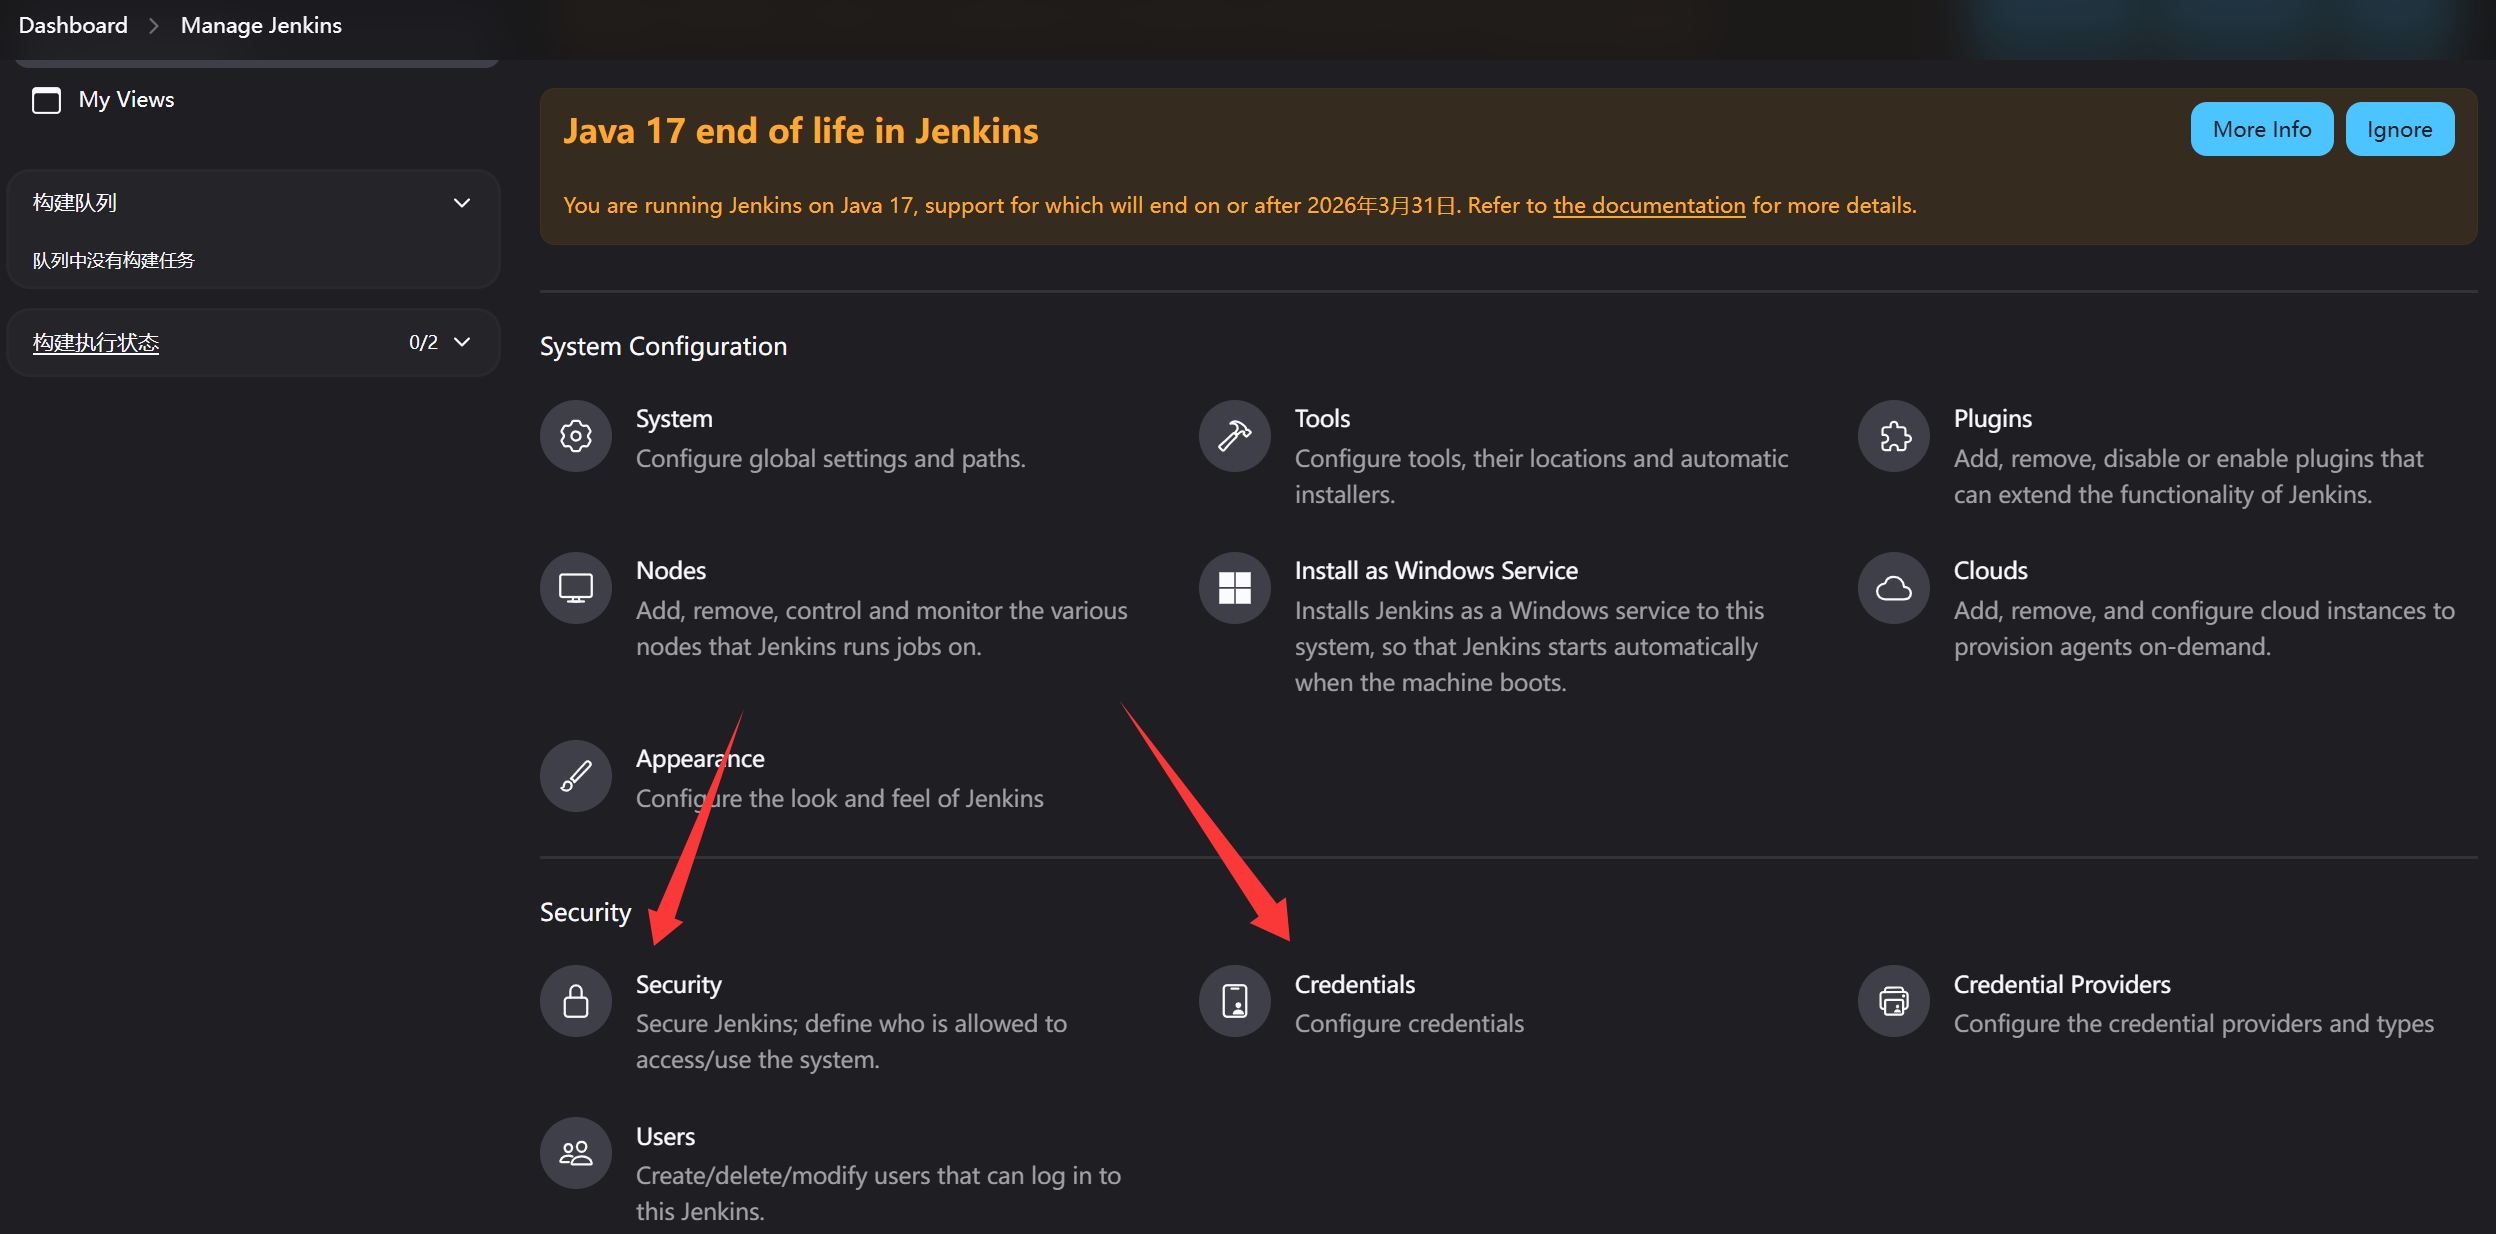 Dashboard > Manage Jenkins
My Views
构建队列
队列中没有构建任务
构建执行状态 0/2
Java 17 end of life in Jenkins
More Info
Ignore
You are running Jenkins on Java 17, support for which will end on or after 2026年3月31日. Refer to the documentation for more details.
System Configuration
System
Configure global settings and paths.
Tools
Configure tools, their locations and automatic
installers.
Plugins
Add, remove, disable or enable plugins that
can extend the functionality of Jenkins.
Nodes
Add, remove, control and monitor the various
nodes that Jenkins runs jobs on.
Install as Windows Service
Installs Jenkins as a Windows service to this
system, so that Jenkins starts automatically
when the machine boots.
Clouds
Add, remove, and configure cloud instances to
provision agents on-demand.
Appearance
Configure the look and feel of Jenkins
Security
Security
Secure Jenkins; define who is allowed to
access/use the system.
Credentials
Configure credentials
Credential Providers
Configure the credential providers and types
Users
Create/delete/modify users that can log in to
this Jenkins.